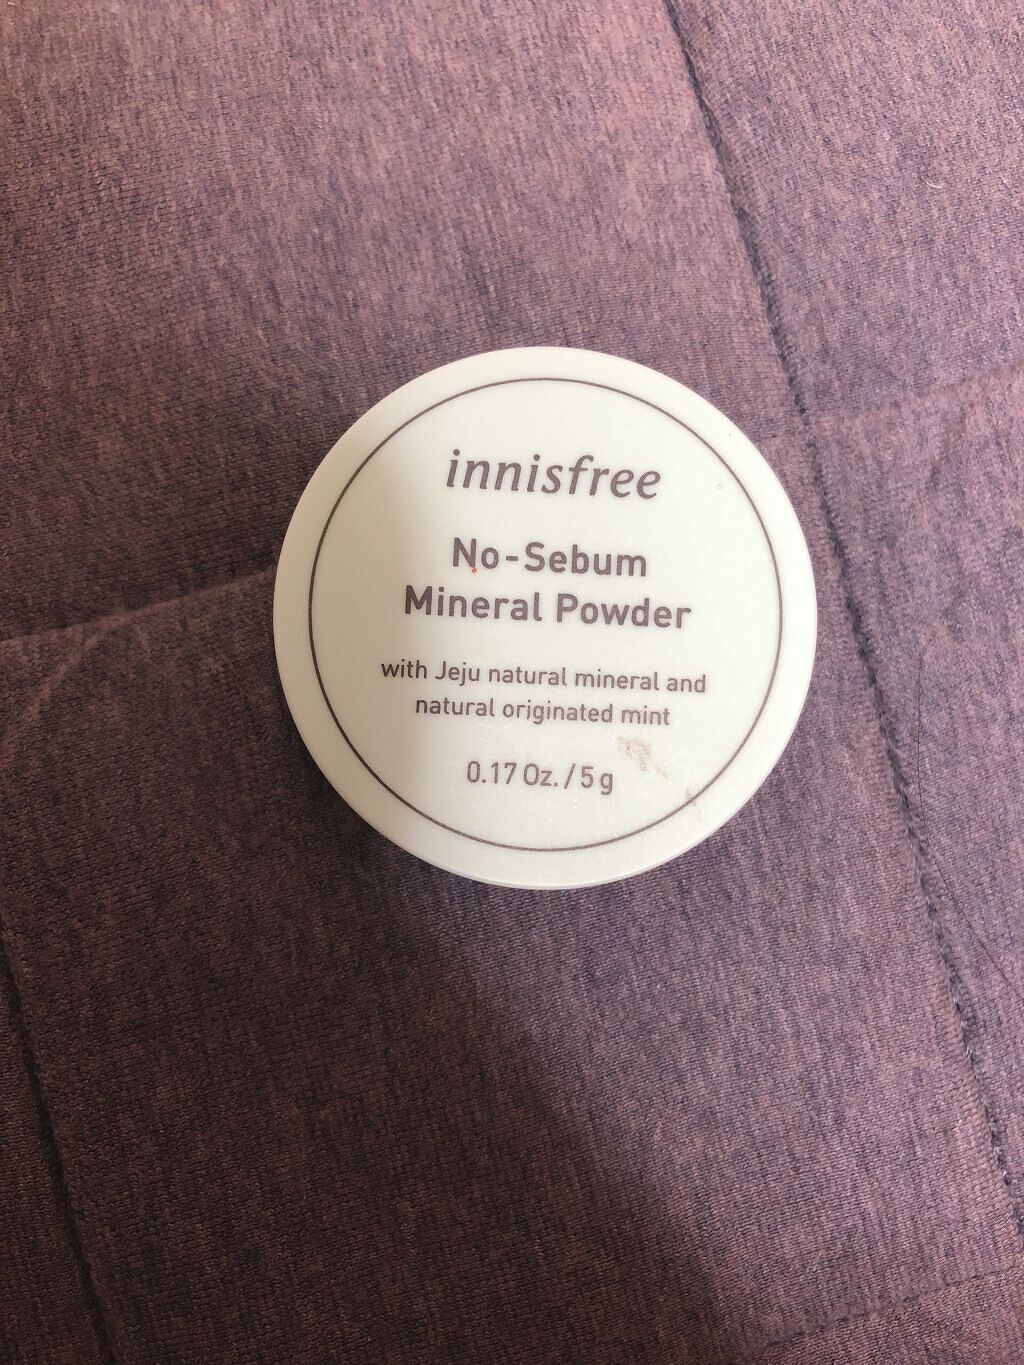 innisfree
No-Sebum
Mineral Powder
with Jeju natural mineral and
natural originated mint
0.17 Oz. / 5 g